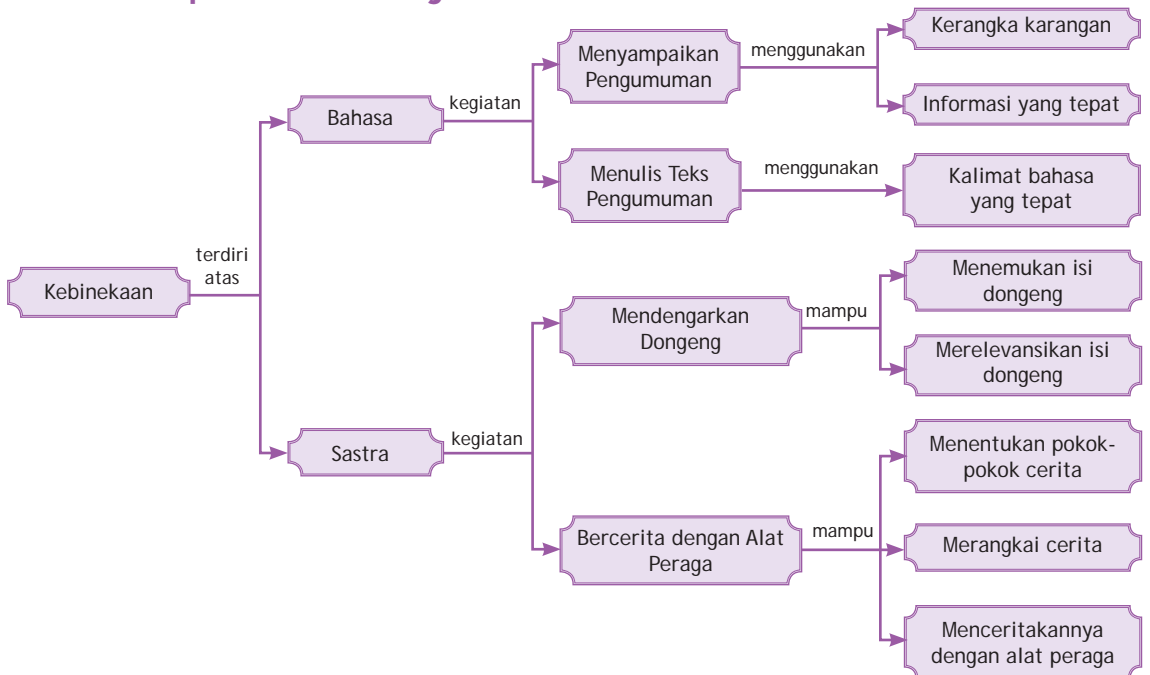 Kebinekaan
terdiri
atas
Bahasa
kegiatan
Menyampaikan
Pengumuman
menggunakan
Kerangka karangan
Informasi yang tepat
Menulis Teks
Pengumuman
menggunakan
Kalimat bahasa
yang tepat
Sastra
kegiatan
Mendengarkan
Dongeng
mampu
Menemukan isi
dongeng
Merelevansikan isi
dongeng
Bercerita dengan Alat
Peraga
mampu
Menentukan pokok-
pokok cerita
Merangkai cerita
Menceritakannya
dengan alat peraga